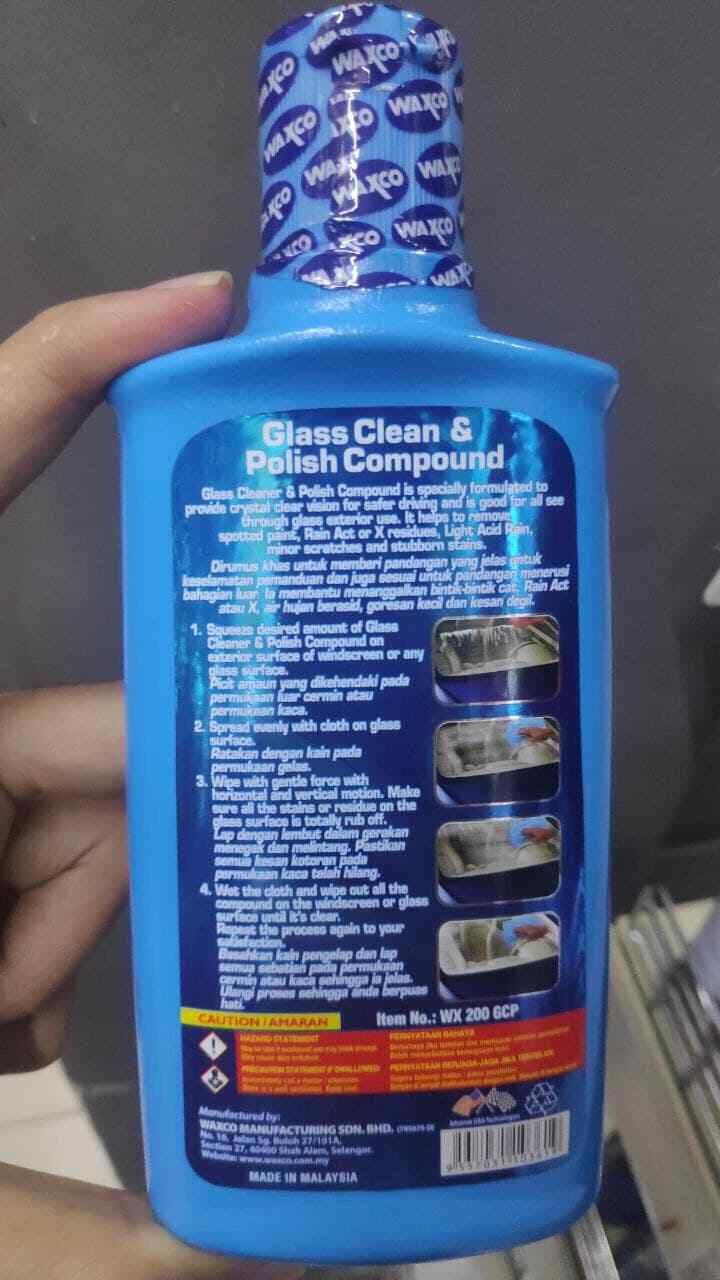 WAXCO
Glass Clean &
Polish Compound
Glass Cleaner & Polish Compound is specially formulated to
provide crystal clear vision for safer driving and is good for all see
through glass exterior use. It helps to remove
spotted paint, Rain Act or X residues, Light Acid Rain,
minor scratches and stubborn stains.
Dirumus khas untuk memberi pandangan yang jelas untuk
keselamatan pemanduan dan juga sesuai untuk pandangan menerusi
bahagian luar. Ia membantu menanggalkan bintik-bintik cat, Rain Act
atau X, air hujan berasid, goresan kecil dan kesan degil.
1. Squeeze desired amount of Glass
Cleaner & Polish Compound on
exterior surface of windscreen or any
glass surface.
Picit amaun yang dikehendaki pada
permukaan luar cermin atau
permukaan kaca.
2. Spread evenly with cloth on glass
surface.
Ratakan dengan kain pada
permukaan gelas.
3. Wipe with gentle force with
horizontal and vertical motion. Make
sure all the stains or residue on the
glass surface is totally rub off.
Lap dengan lembut dalam gerakan
menegak dan melintang. Pastikan
semua kesan kotoran pada
permukaan kaca telah hilang.
4. Wet the cloth and wipe out all the
compound on the windscreen or glass
surface until it's clear.
Repeat the process again to your
satisfaction.
Basahkan kain pengelap dan lap
semua sebatian pada permukaan
cermin atau kaca sehingga ia jelas.
Ulangi proses sehingga anda berpuas
hati.
CAUTION / AMARAN
Item No.: WX 200 GCP
HAZARD STATEMENT
PERNYATAAN BAHAYA
PRECAUTION STATEMENT IF SWALLOWED
PERNYATAAN BERJAGA-JAGA JIKA TERTELAN
Manufactured by:
WAXCO MANUFACTURING SDN. BHD.
No. 16, Jalan Sg. Buloh 27/101A,
Section 27, 40400 Shah Alam, Selangor.
Website: www.waxco.com.my
MADE IN MALAYSIA